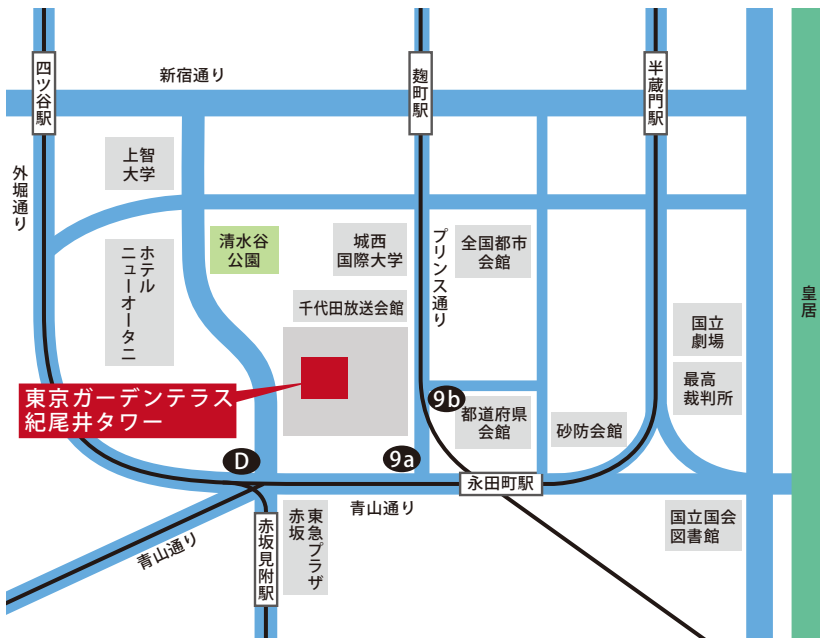 新宿通り
四ツ谷駅
麹町駅
半蔵門駅
上智
大学
外堀通り
清水谷
公園
城西
国際大学
プリンス通り
全国都市
会館
ホテル
ニューオータニ
皇居
千代田放送会館
国立
劇場
最高
裁判所
東京ガーデンテラス
紀尾井タワー
9b
都道府県
会館
砂防会館
D
9a
永田町駅
青山通り
東急プラザ
赤坂
国立国会
図書館
赤坂見附駅
青山通り